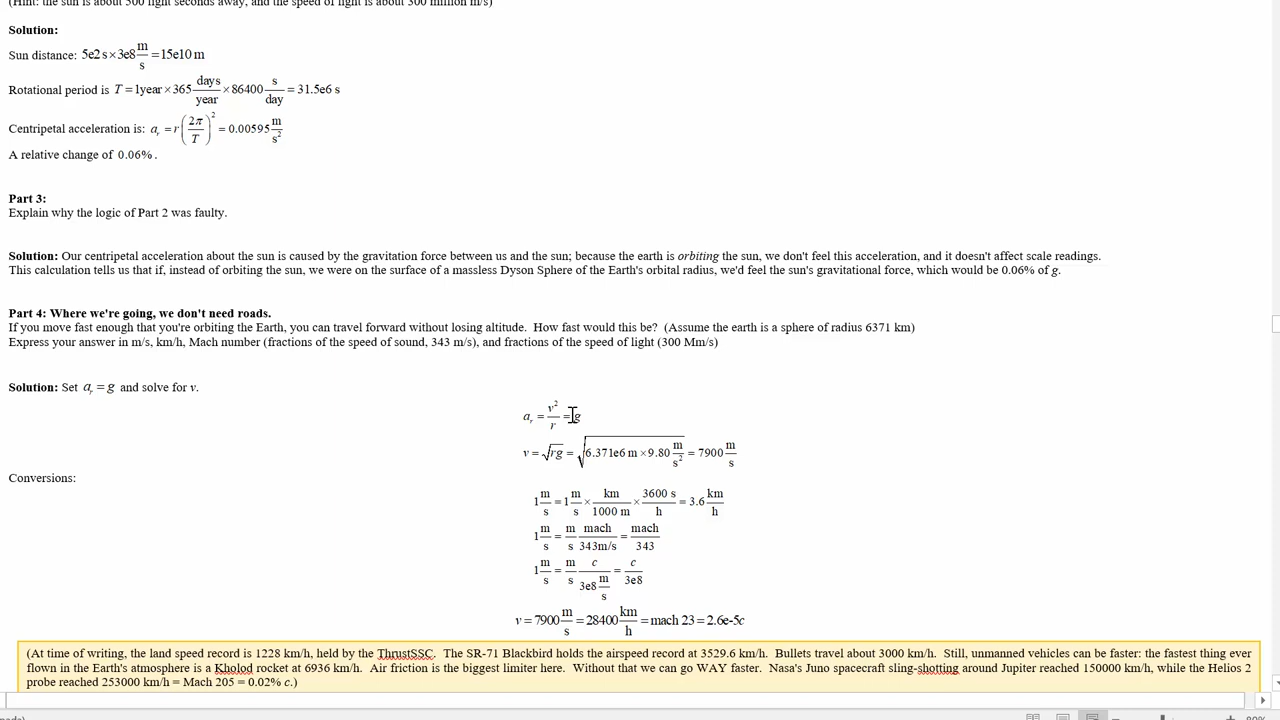 (Hint: the sun is about 500 light seconds away, and the speed of light is about 300 million m/s)
Solution:
Sun distance: 5e2 s × 3e8 m/s = 15e10 m
Rotational period is T = 1year × 365 days/year × 86400 s/day = 31.5e6 s
Centripetal acceleration is: a_r = r(2π/T)² = 0.00595 m/s²
A relative change of 0.06% .
Part 3:
Explain why the logic of Part 2 was faulty.
Solution: Our centripetal acceleration about the sun is caused by the gravitation force between us and the sun; because the earth is orbiting the sun, we don't feel this acceleration, and it doesn't affect scale readings.
This calculation tells us that if, instead of orbiting the sun, we were on the surface of a massless Dyson Sphere of the Earth's orbital radius, we'd feel the sun's gravitational force, which would be 0.06% of g.
Part 4: Where we're going, we don't need roads.
If you move fast enough that you're orbiting the Earth, you can travel forward without losing altitude. How fast would this be? (Assume the earth is a sphere of radius 6371 km)
Express your answer in m/s, km/h, Mach number (fractions of the speed of sound, 343 m/s), and fractions of the speed of light (300 Mm/s)
Solution: Set a_r = g and solve for v.
a_r = v²/r = g
v = √rg = √(6.371e6 m × 9.80 m/s²) = 7900 m/s
Conversions:
1 m/s = 1 m/s × km/1000 m × 3600 s/h = 3.6 km/h
1 m/s = m/s mach/343m/s = mach/343
1 m/s = m/s c/(3e8 m/s) = c/3e8
v = 7900 m/s = 28400 km/h = mach 23 = 2.6e-5c
(At time of writing, the land speed record is 1228 km/h, held by the ThrustSSC. The SR-71 Blackbird holds the airspeed record at 3529.6 km/h. Bullets travel about 3000 km/h. Still, unmanned vehicles can be faster: the fastest thing ever
flown in the Earth's atmosphere is a Kholod rocket at 6936 km/h. Air friction is the biggest limiter here. Without that we can go WAY faster. Nasa's Juno spacecraft sling-shotting around Jupiter reached 150000 km/h, while the Helios 2
probe reached 253000 km/h = Mach 205 = 0.02% c.)